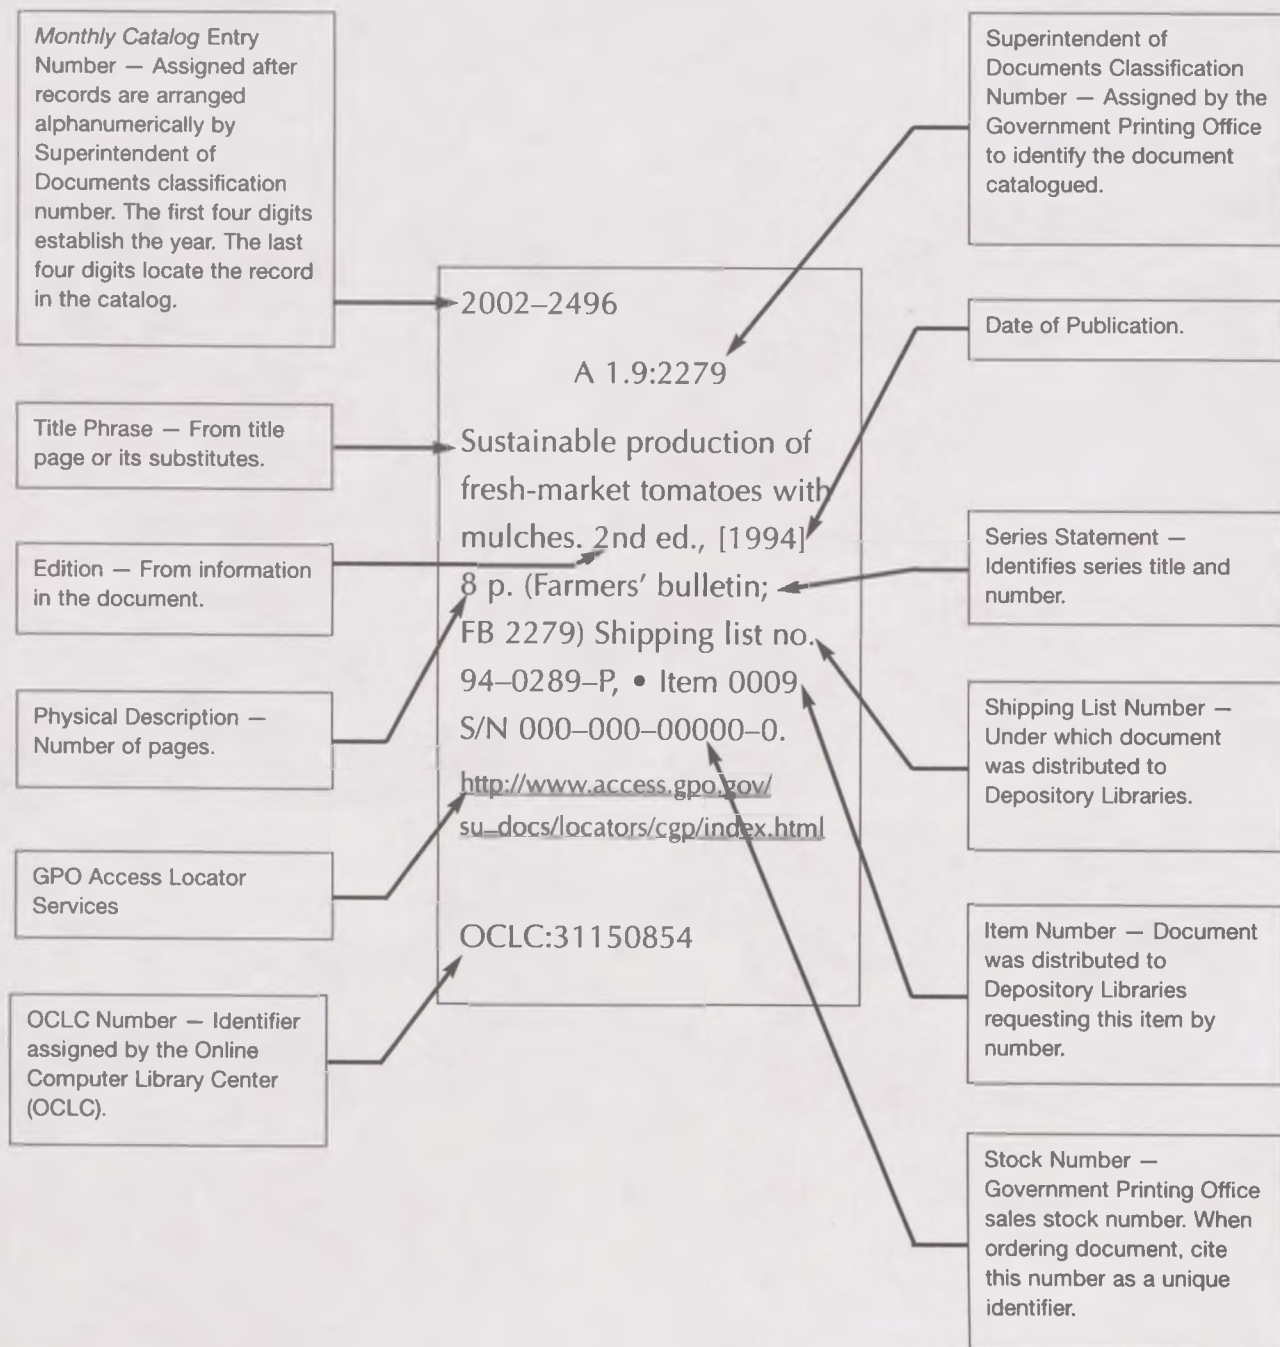 Monthly Catalog Entry
Number — Assigned after
records are arranged
alphanumerically by
Superintendent of
Documents classification
number. The first four digits
establish the year. The last
four digits locate the record
in the catalog.
Title Phrase — From title
page or its substitutes.
Edition — From information
in the document.
Physical Description —
Number of pages.
GPO Access Locator
Services
OCLC Number — Identifier
assigned by the Online
Computer Library Center
(OCLC).
2002–2496
A 1.9:2279
Sustainable production of
fresh-market tomatoes with
mulches. 2nd ed., [1994]
8 p. (Farmers' bulletin;
FB 2279) Shipping list no.
94–0289–P, • Item 0009
S/N 000–000–00000–0.
http://www.access.gpo.gov/
su_docs/locators/cgp/index.html
OCLC:31150854
Superintendent of
Documents Classification
Number — Assigned by the
Government Printing Office
to identify the document
catalogued.
Date of Publication.
Series Statement —
Identifies series title and
number.
Shipping List Number —
Under which document
was distributed to
Depository Libraries.
Item Number — Document
was distributed to
Depository Libraries
requesting this item by
number.
Stock Number —
Government Printing Office
sales stock number. When
ordering document, cite
this number as a unique
identifier.